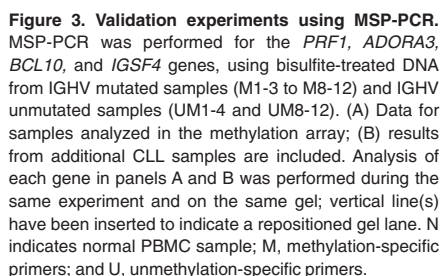 Figure 3. Validation experiments using MSP-PCR.
MSP-PCR was performed for the PRF1, ADORA3,
BCL10, and IGSF4 genes, using bisulfite-treated DNA
from IGHV mutated samples (M1-3 to M8-12) and IGHV
unmutated samples (UM1-4 and UM8-12). (A) Data for
samples analyzed in the methylation array; (B) results
from additional CLL samples are included. Analysis of
each gene in panels A and B was performed during the
same experiment and on the same gel; vertical line(s)
have been inserted to indicate a repositioned gel lane. N
indicates normal PBMC sample; M, methylation-specific
primers; and U, unmethylation-specific primers.